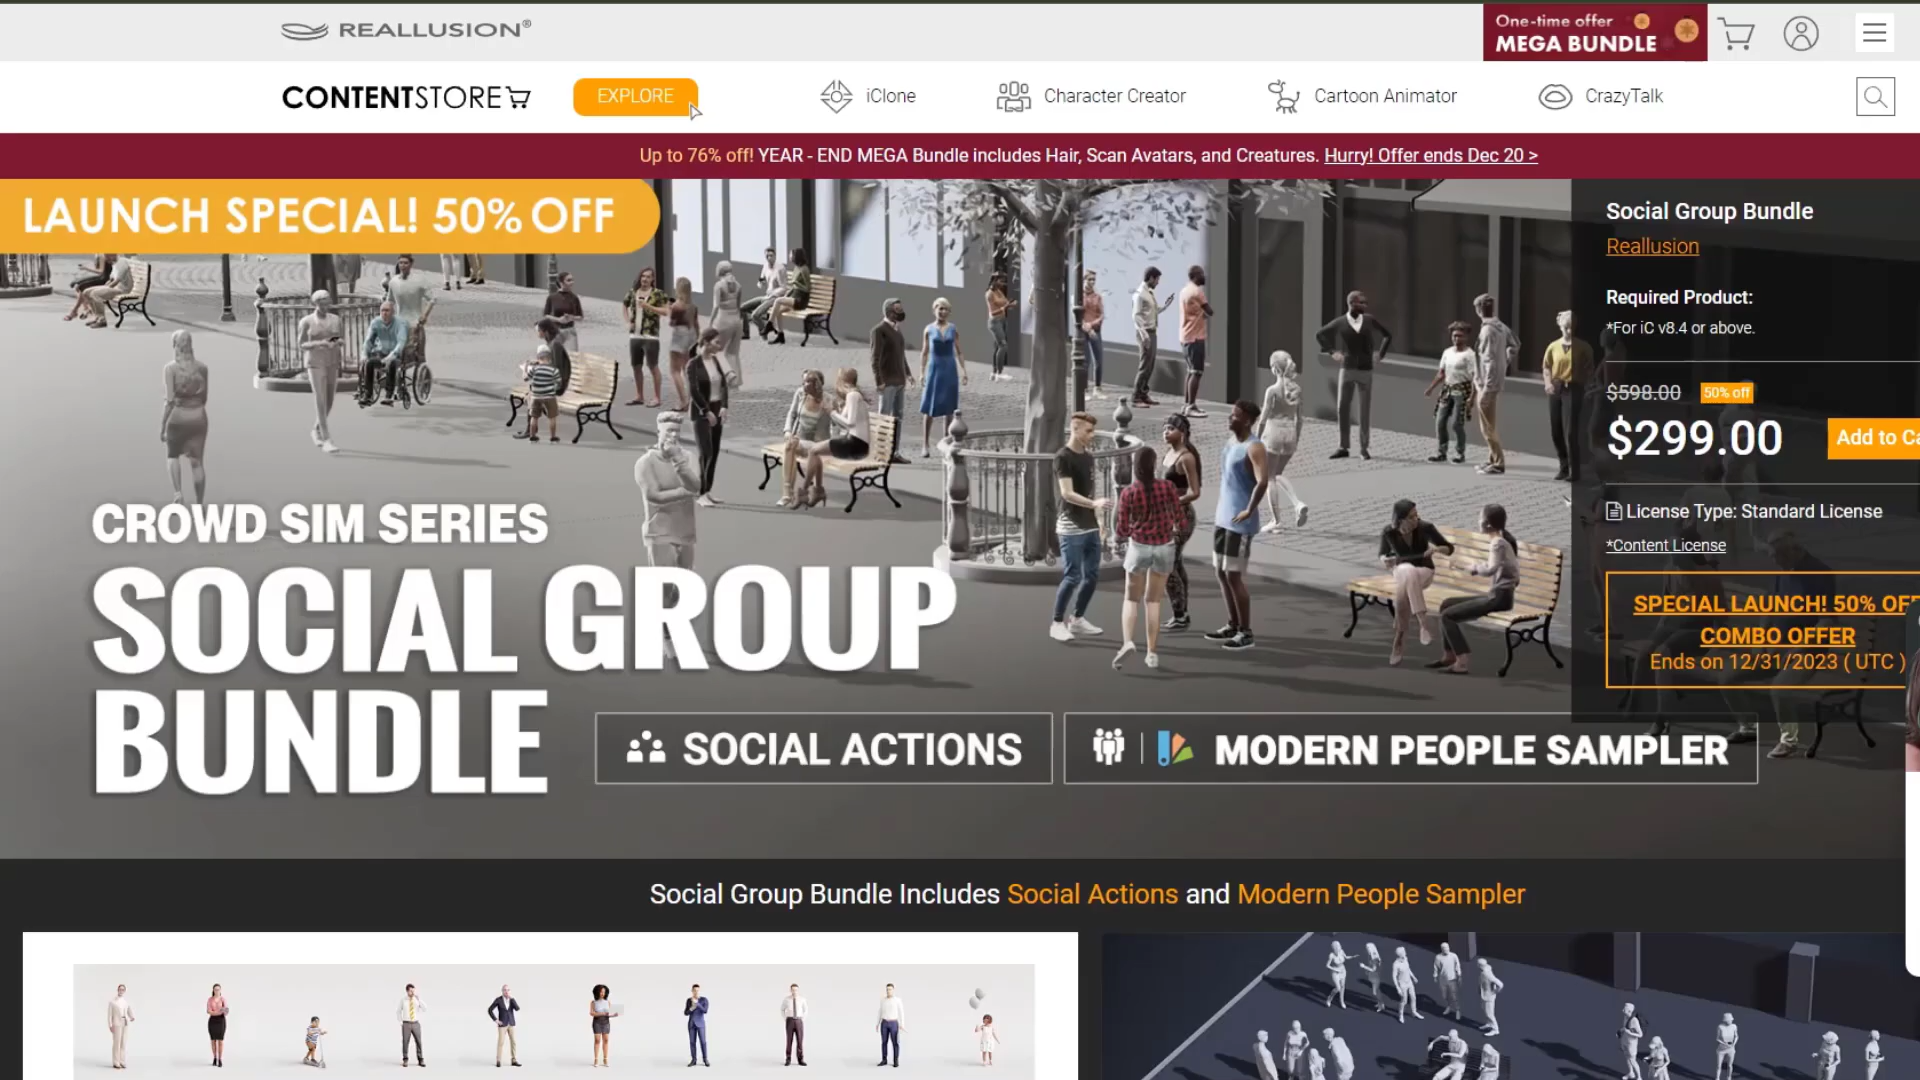 REALLUSION®
One-time offer
MEGA BUNDLE
CONTENTSTORE
EXPLORE
iClone
Character Creator
Cartoon Animator
CrazyTalk
Up to 76% off! YEAR - END MEGA Bundle includes Hair, Scan Avatars, and Creatures. Hurry! Offer ends Dec 20 >
LAUNCH SPECIAL! 50% OFF
Social Group Bundle
Reallusion
Required Product:
*For iC v8.4 or above.
$598.00 50% off
$299.00
Add to Ca
License Type: Standard License
*Content License
SPECIAL LAUNCH! 50% OFF
COMBO OFFER
Ends on 12/31/2023 ( UTC )
CROWD SIM SERIES
SOCIAL GROUP
BUNDLE
SOCIAL ACTIONS
MODERN PEOPLE SAMPLER
Social Group Bundle Includes Social Actions and Modern People Sampler